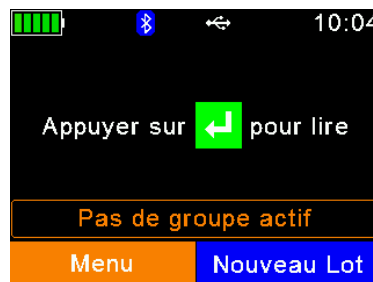 10:04
Appuyer sur pour lire
Pas de groupe actif
Menu Nouveau Lot